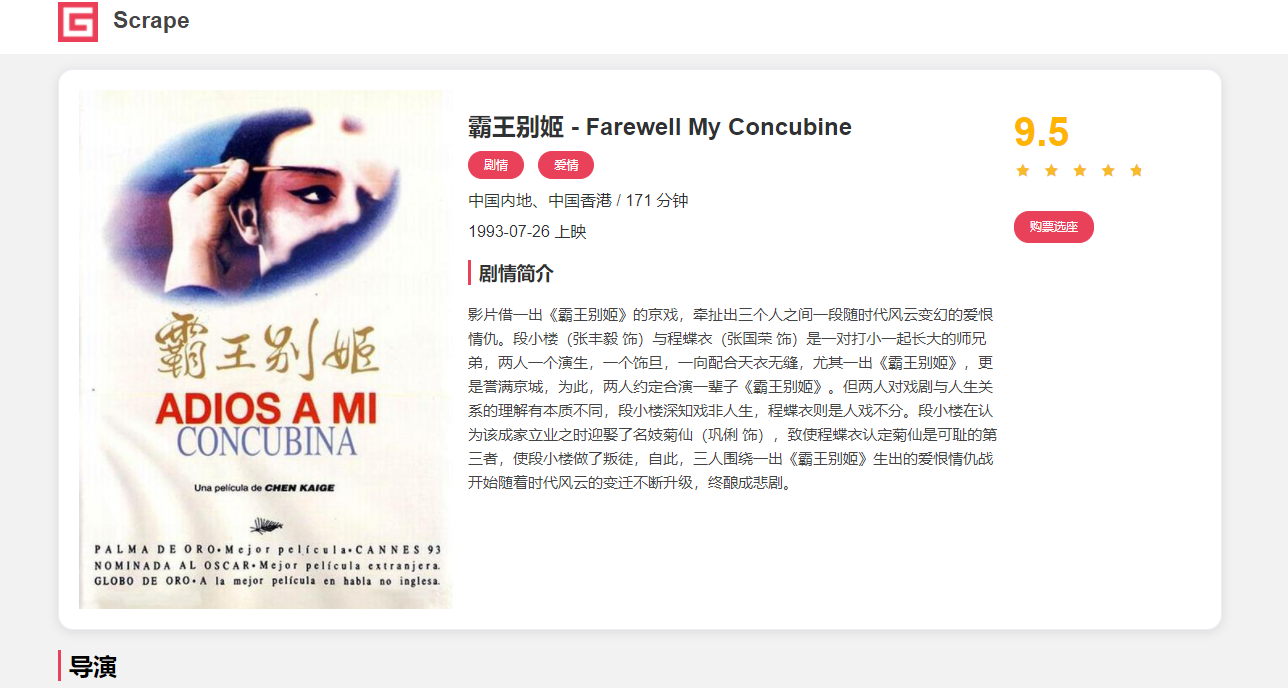 Scrape
霸王别姬
ADIOS A MI
CONCUBINA
Una película de CHEN KAIGE
PALMA DE ORO•Mejor película•CANNES 93
NOMINADA AL OSCAR•Mejor película extranjera.
GLOBO DE ORO•A la mejor película en habla no inglesa.
霸王别姬 - Farewell My Concubine
剧情 爱情
中国内地、中国香港 / 171 分钟
1993-07-26 上映
剧情简介
影片借一出《霸王别姬》的京戏，牵扯出三个人之间一段随时代风云变幻的爱恨
情仇。段小楼（张丰毅 饰）与程蝶衣（张国荣 饰）是一对打小一起长大的师兄
弟，两人一个演生，一个饰旦，一向配合天衣无缝，尤其一出《霸王别姬》，更
是誉满京城，为此，两人约定合演一辈子《霸王别姬》。但两人对戏剧与人生关
系的理解有本质不同，段小楼深知戏非人生，程蝶衣则是人戏不分。段小楼在认
为该成家立业之时迎娶了名妓菊仙（巩俐 饰），致使程蝶衣认定菊仙是可耻的第
三者，使段小楼做了叛徒，自此，三人围绕一出《霸王别姬》生出的爱恨情仇战
开始随着时代风云的变迁不断升级，终酿成悲剧。
9.5
购票选座
导演